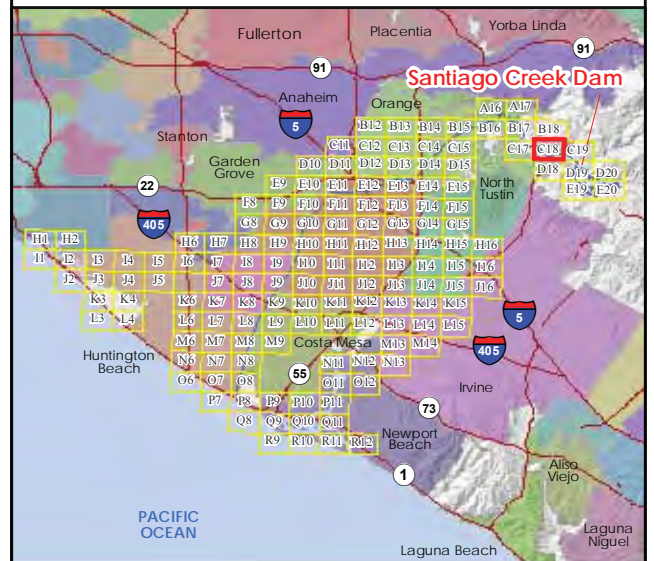 Fullerton
Placentia
Yorba Linda
91
91
Santiago Creek Dam
Anaheim
Orange
A16 A17
5
B12 B13 B14 B15 B16 B17 B18
Stanton
C11 C12 C13 C14 C15 C17 C18 C19
Garden
Grove
D10 D11 D12 D13 D14 D15 D18 D19 D20
22
E9 E10 E11 E12 E13 E14 E15 E19 E20
North
Tustin
F8 F9 F10 F11 F12 F13 F14 F15
405
G8 G9 G10 G11 G12 G13 G14 G15
H1 H2 H6 H7 H8 H9 H10 H11 H12 H13 H14 H15 H16
I1 I2 I3 I4 I5 I6 I7 I8 I9 I10 I11 I12 I13 I14 I15 I16
J2 J3 J4 J5 J7 J8 J9 J10 J11 J12 J13 J14 J15 J16
K3 K4 K6 K7 K8 K9 K10 K11 K12 K13 K14 K15
5
L3 L4 L6 L7 L8 L9 L10 L11 L12 L13 L14 L15
M6 M7 M8 M9 Costa Mesa M13 M14
405
Huntington
Beach
N6 N7 N8 N11 N12 N13
55
O6 O7 O8 O11 O12
Irvine
P7 P8 P9 P10 P11
73
Q8 Q9 Q10 Q11
Newport
Beach
R9 R10 R11 R12
1
Aliso
Viejo
PACIFIC
OCEAN
Laguna
Niguel
Laguna Beach